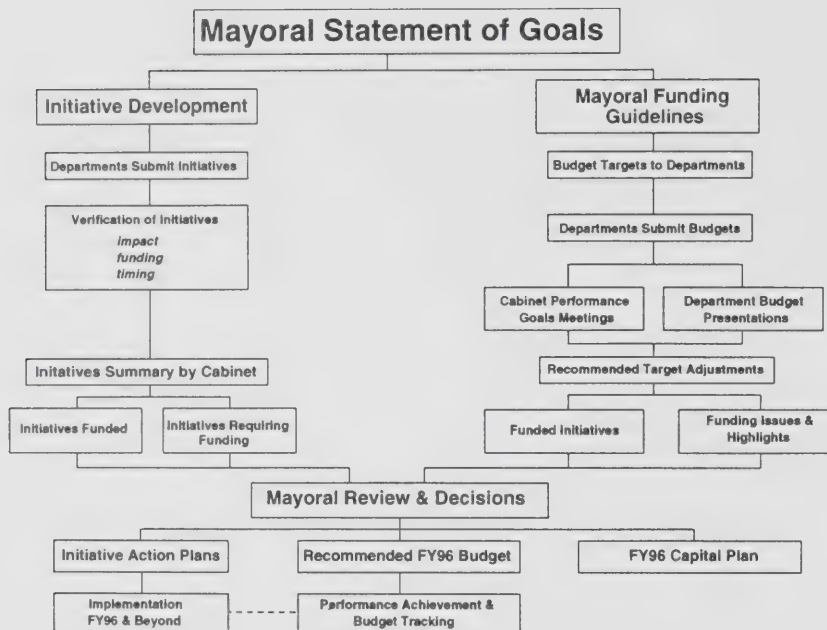 Mayoral Statement of Goals
Initiative Development
Mayoral Funding
Guidelines
Departments Submit Initiatives
Budget Targets to Departments
Verification of Initiatives
impact
funding
timing
Departments Submit Budgets
Cabinet Performance
Goals Meetings
Department Budget
Presentations
Initatives Summary by Cabinet
Recommended Target Adjustments
Initiatives Funded
Initiatives Requiring
Funding
Funded Initiatives
Funding Issues &
Highlights
Mayoral Review & Decisions
Initiative Action Plans
Recommended FY96 Budget
FY96 Capital Plan
Implementation
FY96 & Beyond
Performance Achievement &
Budget Tracking